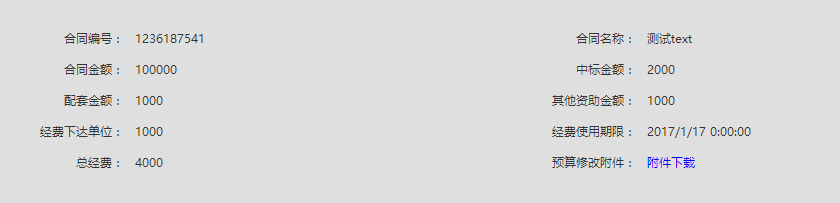 合同编号： 1236187541 合同名称： 测试text
合同金额： 100000 中标金额： 2000
配套金额： 1000 其他资助金额： 1000
经费下达单位： 1000 经费使用期限： 2017/1/17 0:00:00
总经费： 4000 预算修改附件： 附件下载